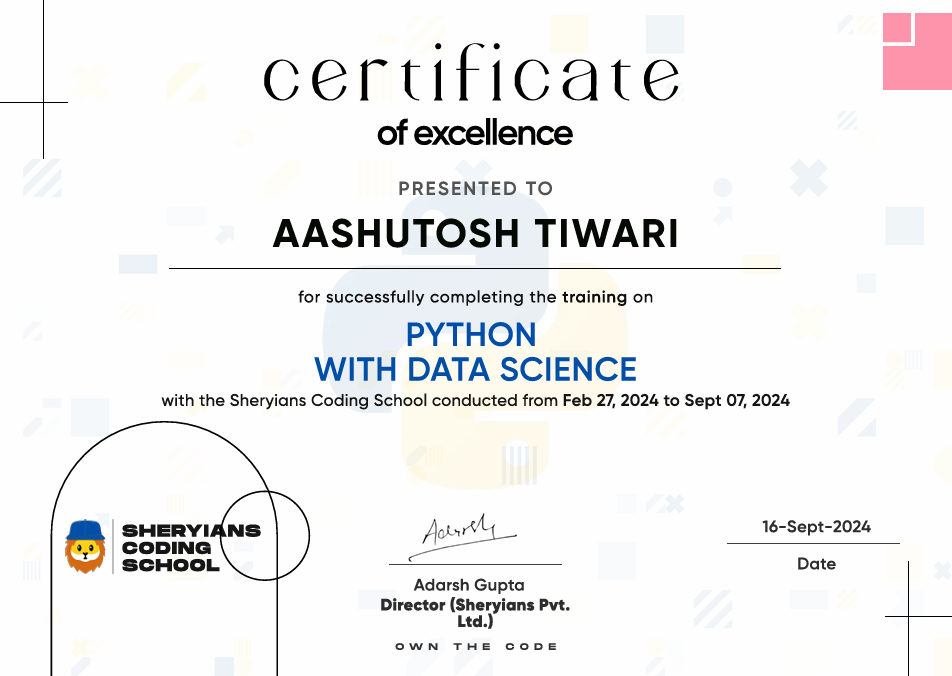 certificate
of excellence
PRESENTED TO
AASHUTOSH TIWARI
for successfully completing the training on
PYTHON
WITH DATA SCIENCE
with the Sheryians Coding School conducted from Feb 27, 2024 to Sept 07, 2024
SHERYIANS
CODING
SCHOOL
Adarsh
Adarsh Gupta
Director (Sheryians Pvt.
Ltd.)
OWN THE CODE
16-Sept-2024
Date